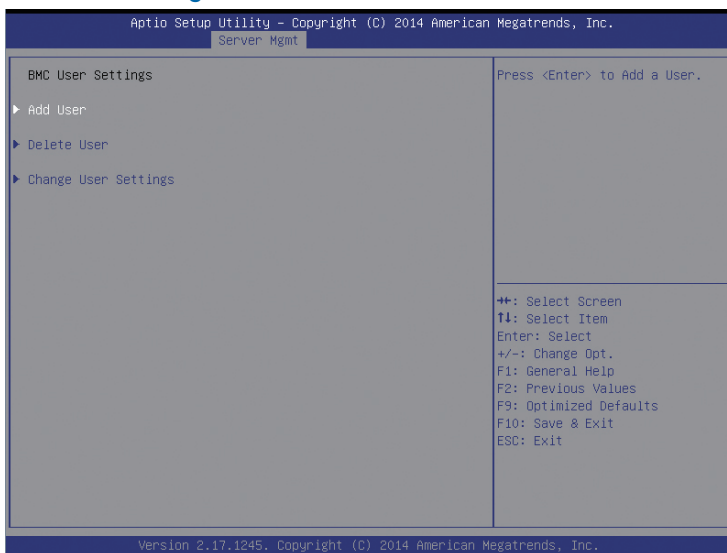 Aptio Setup Utility – Copyright (C) 2014 American Megatrends, Inc.
Server Mgmt
BMC User Settings
▶ Add User
▶ Delete User
▶ Change User Settings
Press <Enter> to Add a User.
→←: Select Screen
↑↓: Select Item
Enter: Select
+/-: Change Opt.
F1: General Help
F2: Previous Values
F9: Optimized Defaults
F10: Save & Exit
ESC: Exit
Version 2.17.1245. Copyright (C) 2014 American Megatrends, Inc.